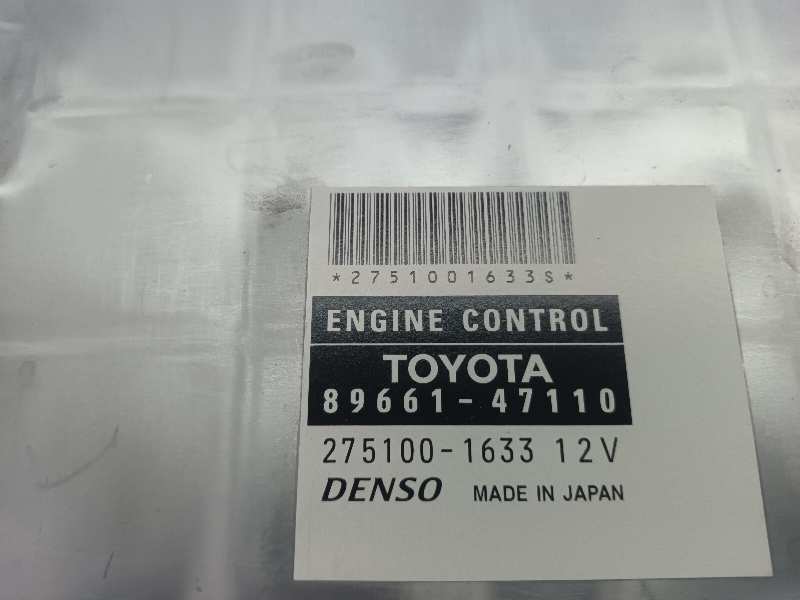 *2751001633S*
ENGINE CONTROL
TOYOTA
89661-47110
275100-1633 12V
DENSO MADE IN JAPAN